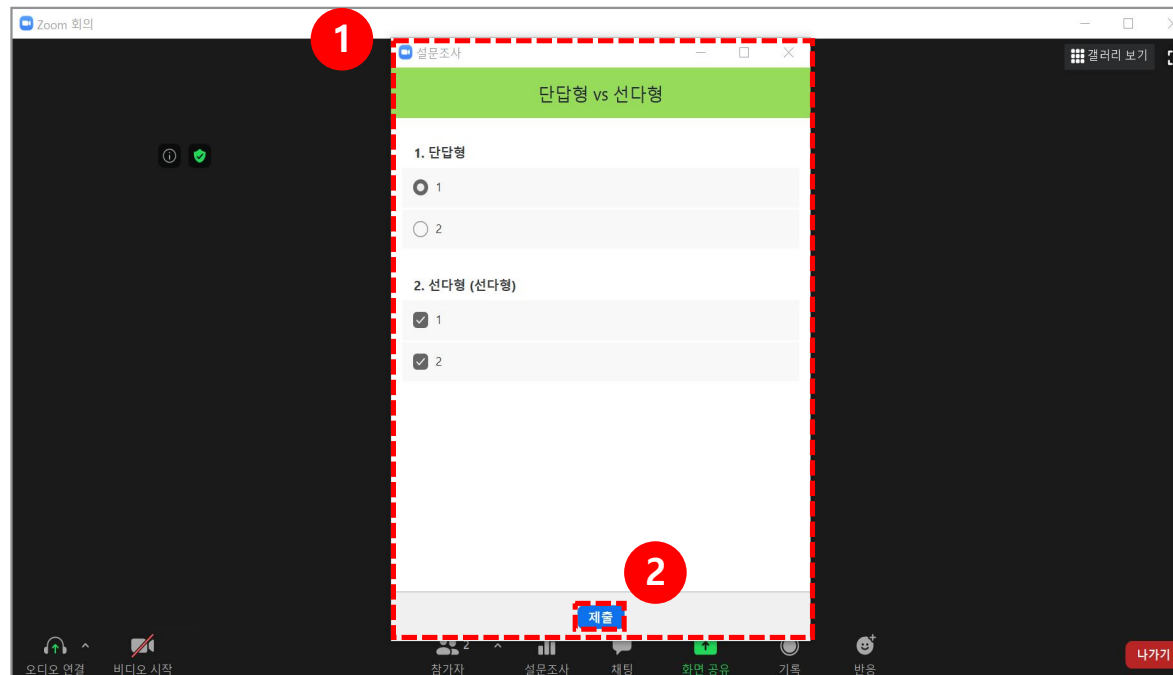 Zoom 회의
1
설문조사
갤러리 보기
단답형 vs 선다형
1. 단답형
1
2
2. 선다형 (선다형)
1
2
2
제출
오디오 연결
비디오 시작
2
참가자
설문조사
채팅
화면 공유
기록
반응
나가기